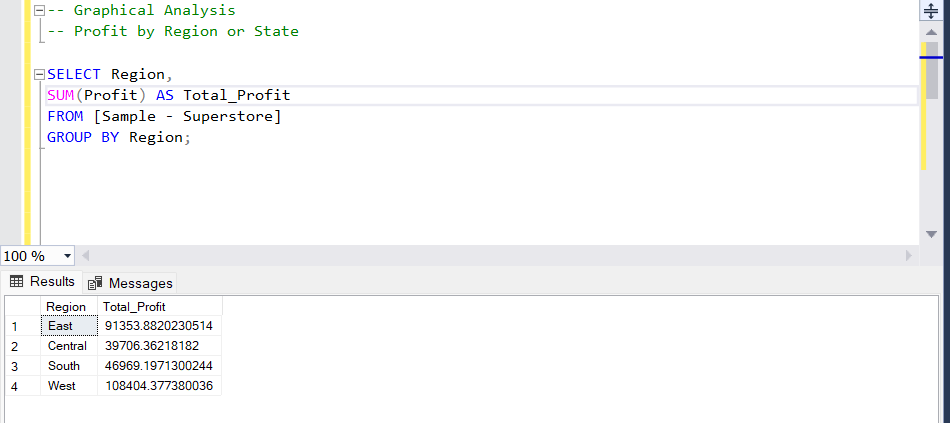 -- Graphical Analysis
-- Profit by Region or State
SELECT Region,
SUM(Profit) AS Total_Profit
FROM [Sample - Superstore]
GROUP BY Region;
100 %
Results Messages
Region Total_Profit
1 East 91353.8820230514
2 Central 39706.36218182
3 South 46969.1971300244
4 West 108404.377380036